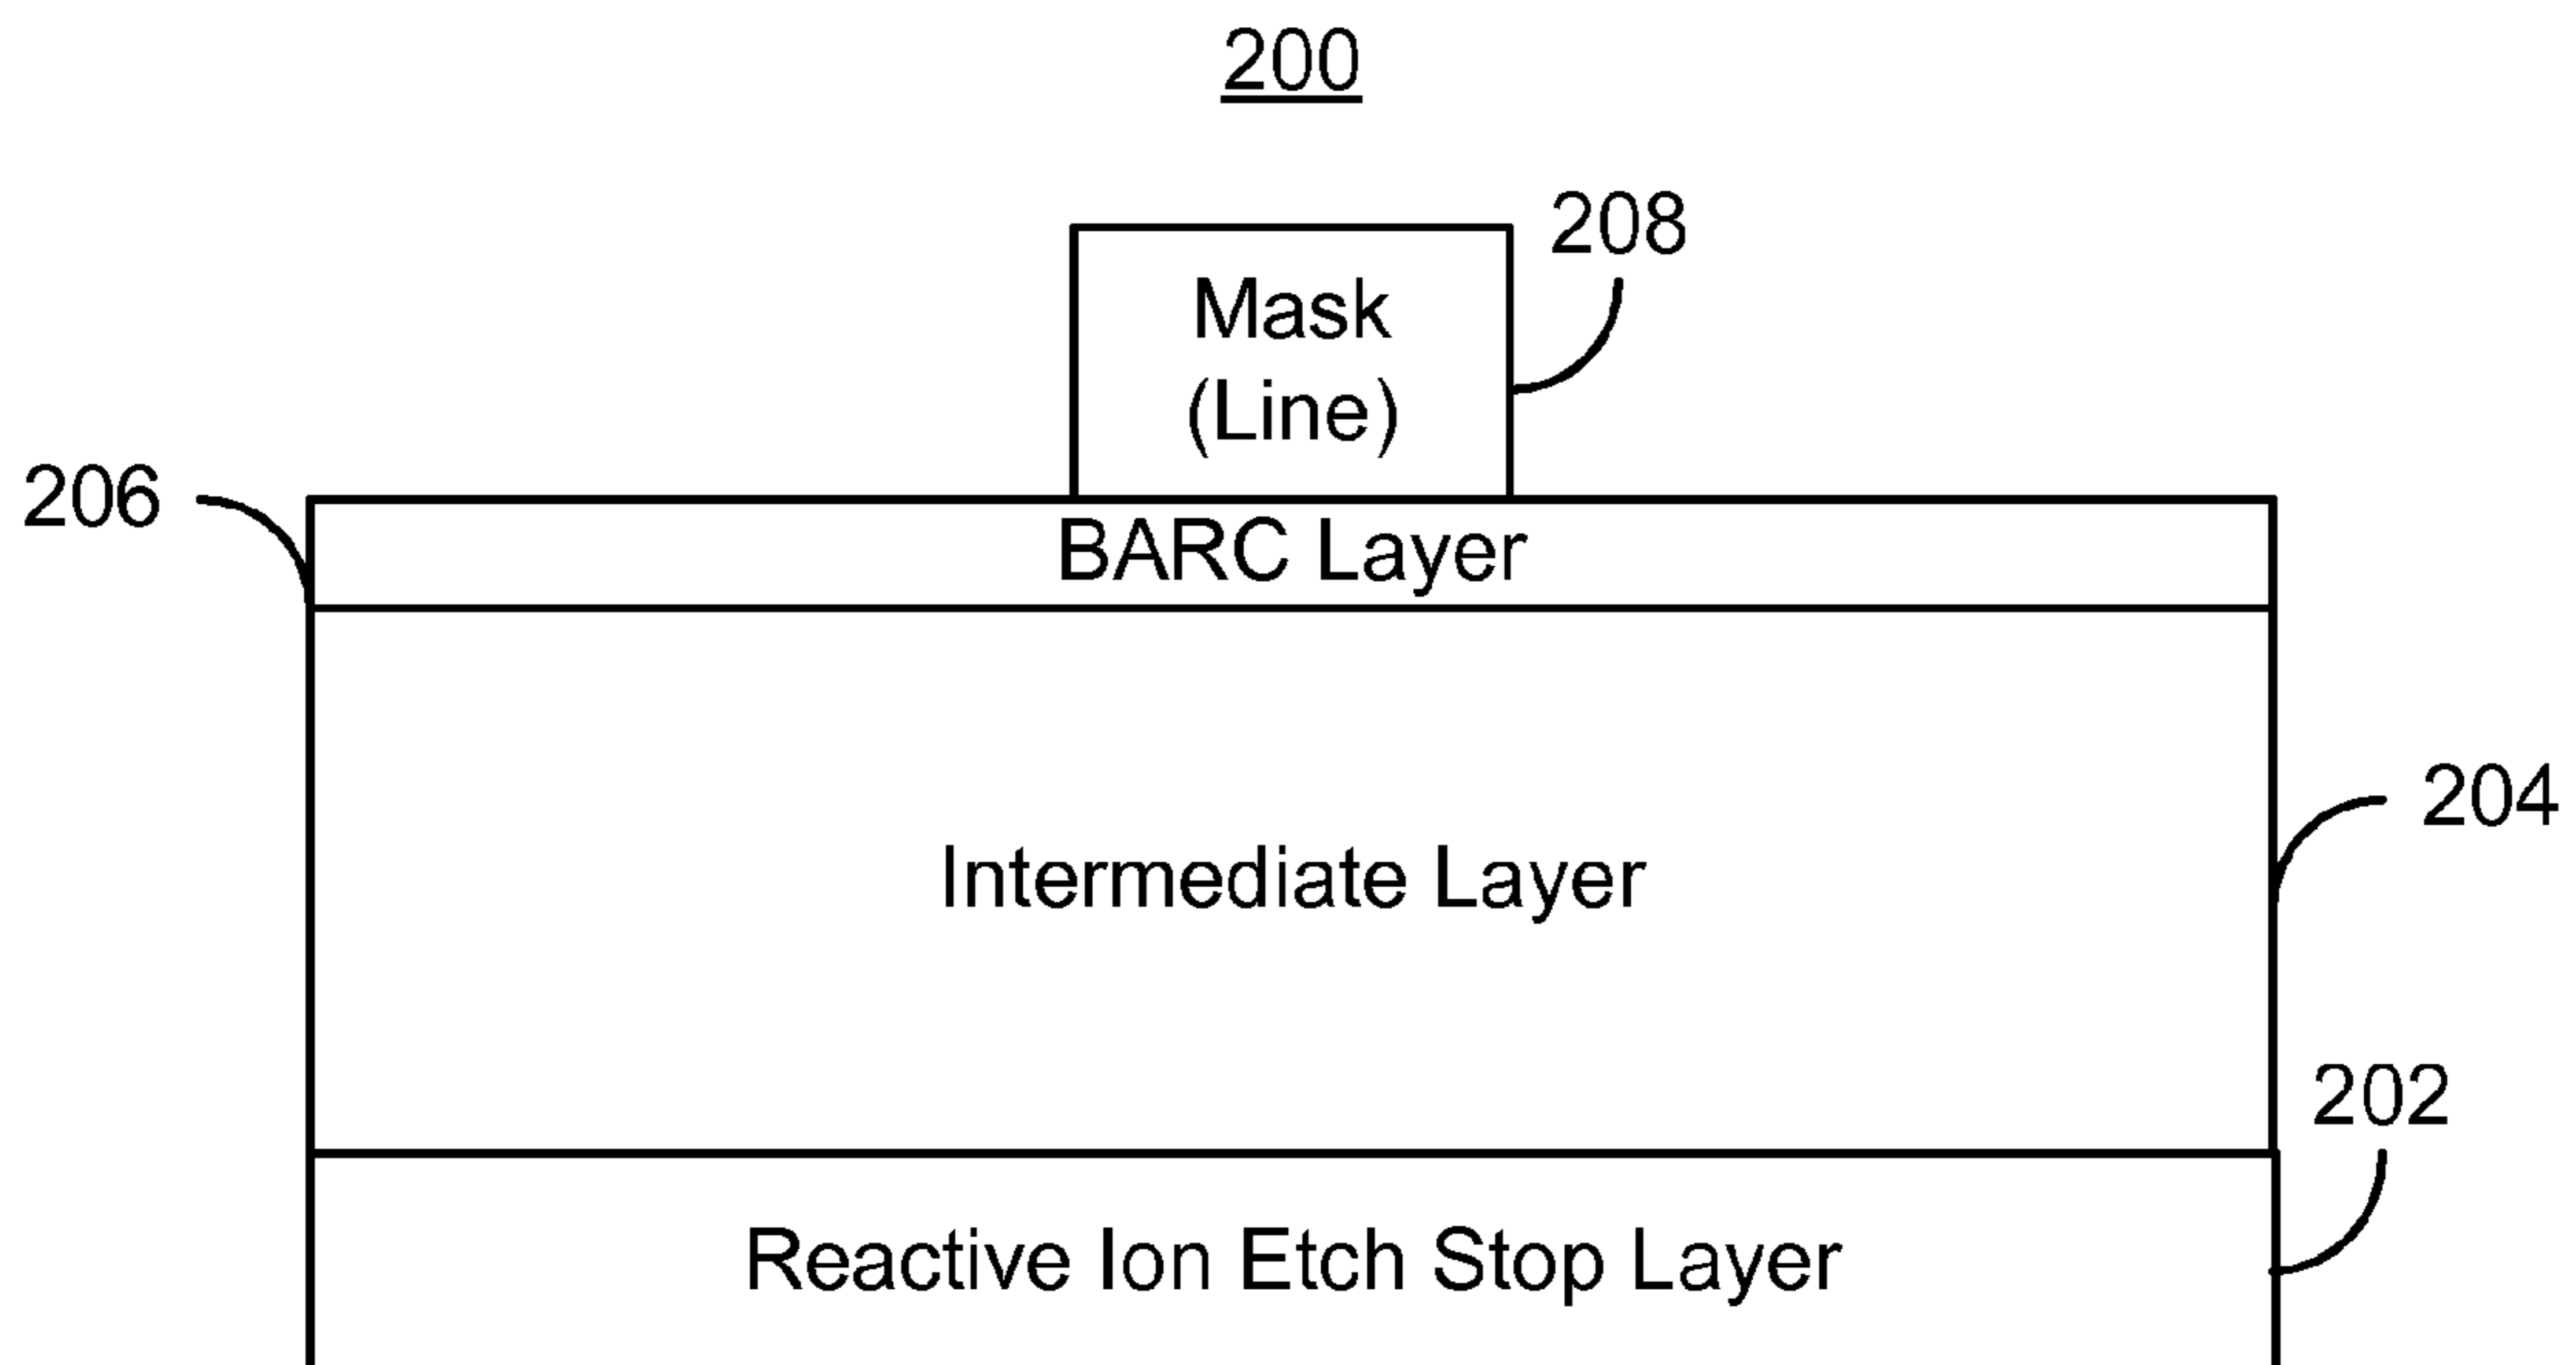 200
208
Mask
(Line)
206
BARC Layer
204
Intermediate Layer
202
Reactive Ion Etch Stop Layer